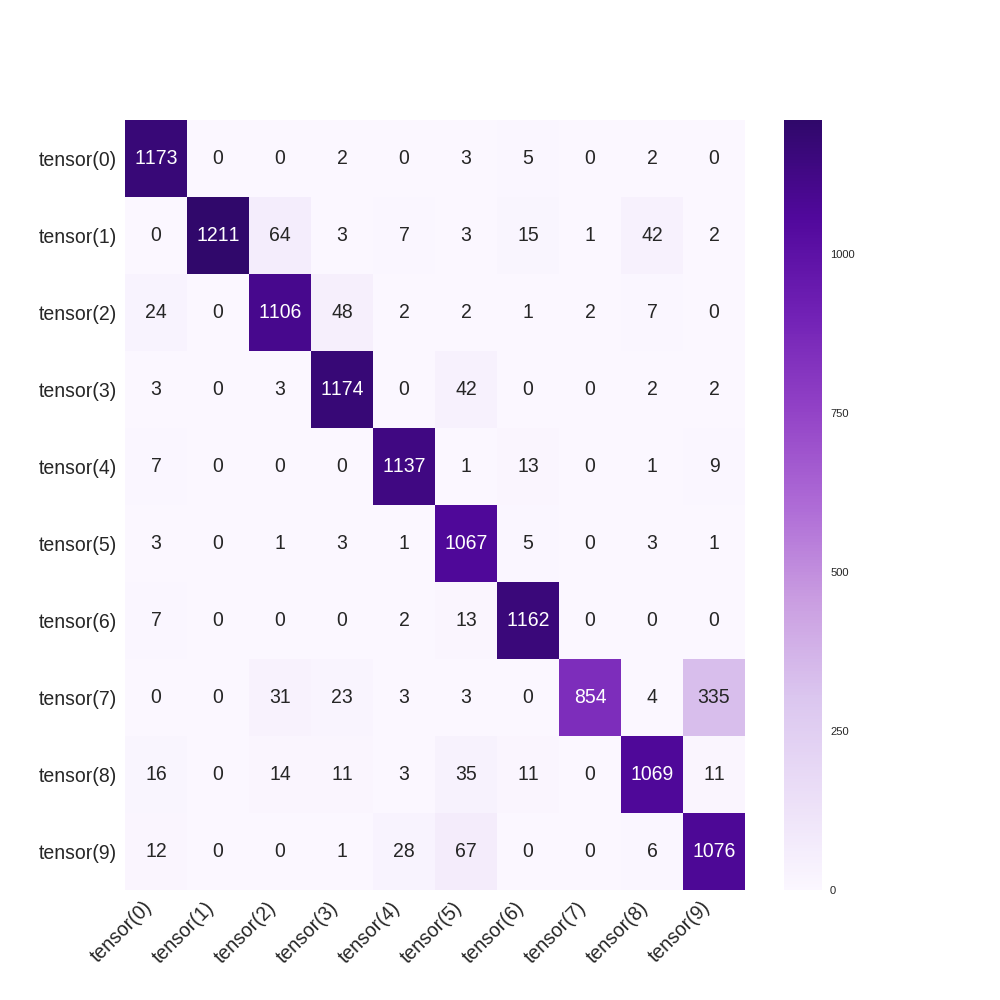 tensor(0) 1173 0 0 2 0 3 5 0 2 0
tensor(1) 0 1211 64 3 7 3 15 1 42 2
1000
tensor(2) 24 0 1106 48 2 2 1 2 7 0
tensor(3) 3 0 3 1174 0 42 0 0 2 2
750
tensor(4) 7 0 0 0 1137 1 13 0 1 9
tensor(5) 3 0 1 3 1 1067 5 0 3 1
500
tensor(6) 7 0 0 0 2 13 1162 0 0 0
tensor(7) 0 0 31 23 3 3 0 854 4 335
250
tensor(8) 16 0 14 11 3 35 11 0 1069 11
tensor(9) 12 0 0 1 28 67 0 0 6 1076
0
tensor(0) tensor(1) tensor(2) tensor(3) tensor(4) tensor(5) tensor(6) tensor(7) tensor(8) tensor(9)